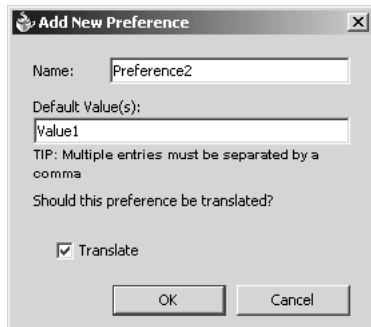 Add New Preference
Name: Preference2
Default Value(s):
Value1
TIP: Multiple entries must be separated by a
comma
Should this preference be translated?
Translate
OK Cancel